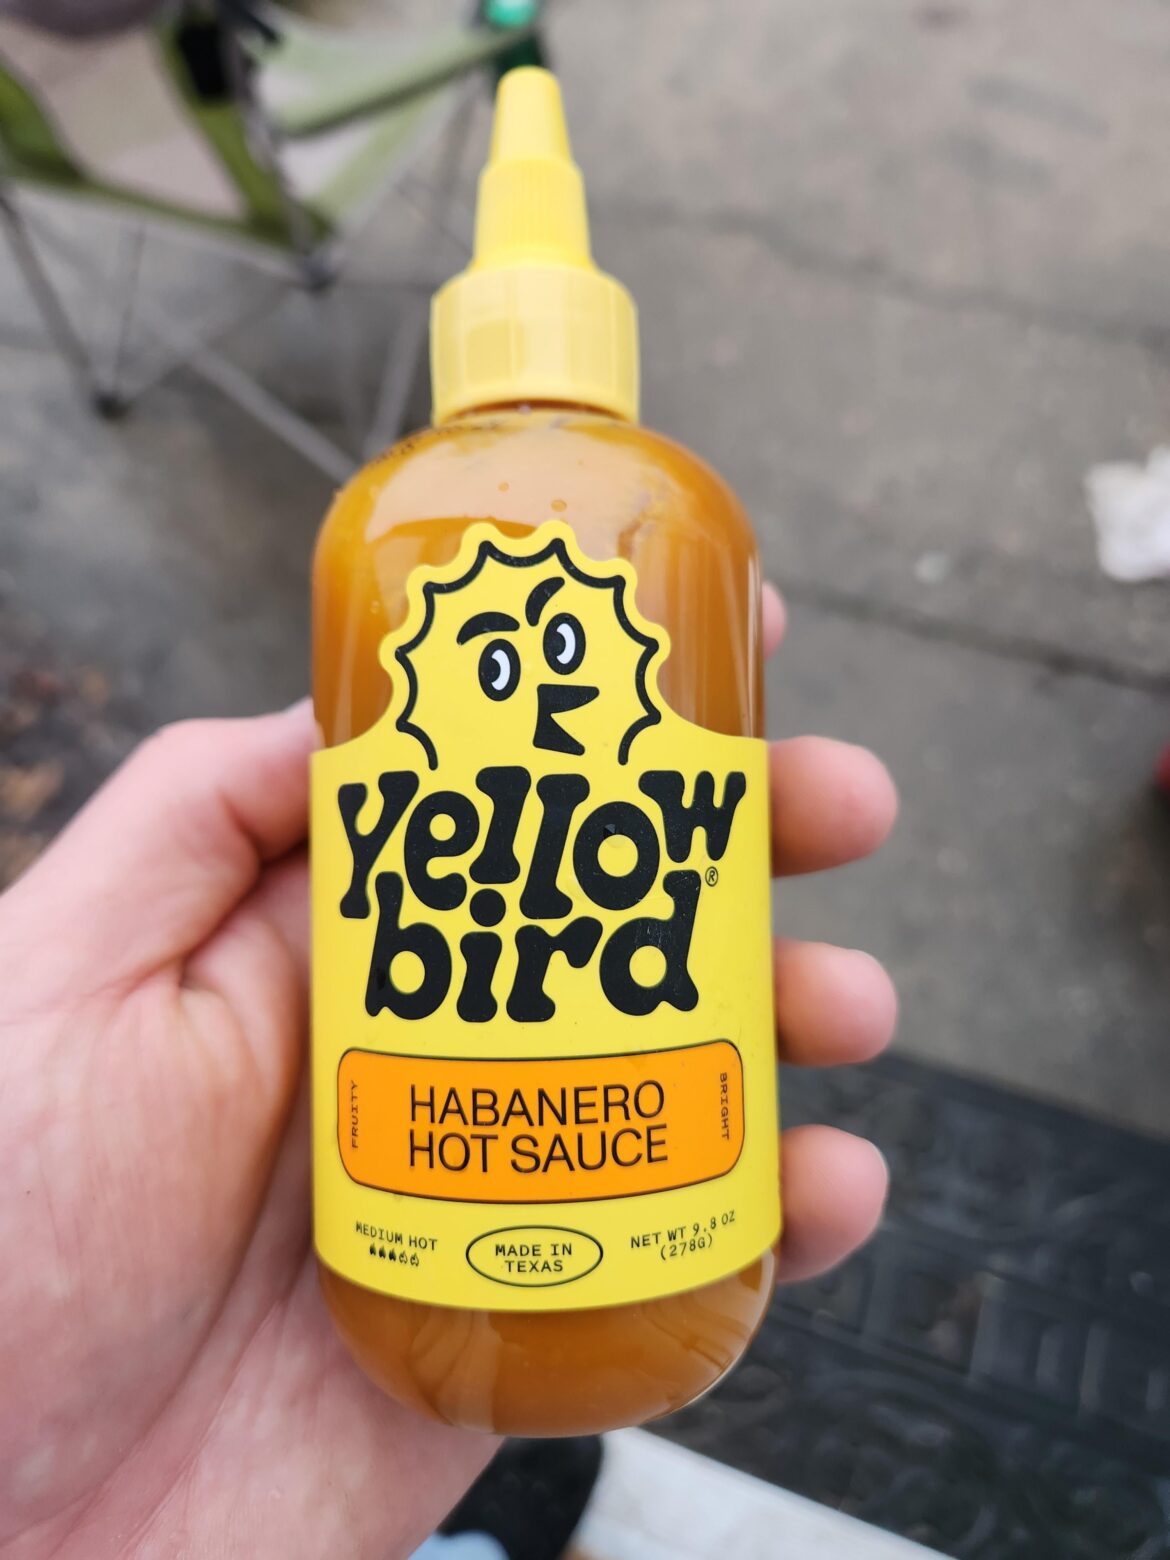 yellow
bird®
FRUITY
HABANERO
HOT SAUCE
BRIGHT
MEDIUM HOT
MADE IN
TEXAS
NET WT 9.8 OZ
(278G)